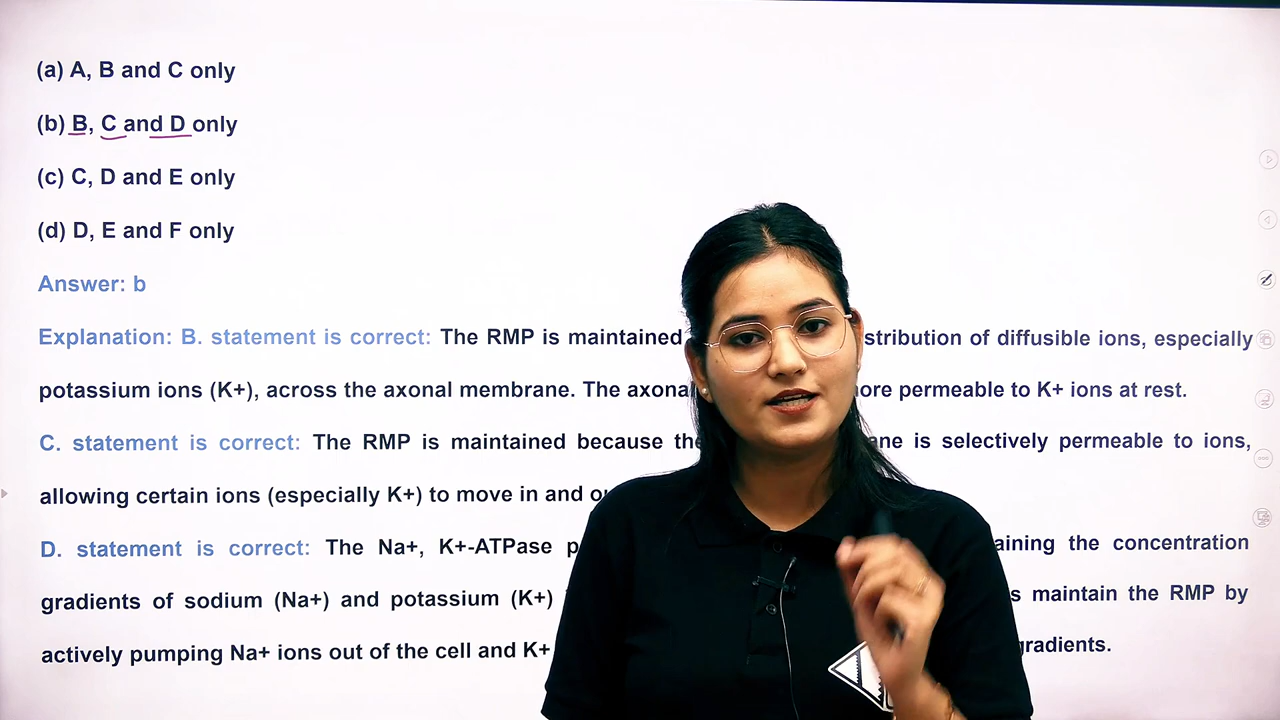 (a) A, B and C only
(b) B, C and D only
(c) C, D and E only
(d) D, E and F only
Answer: b
Explanation: B. statement is correct: The RMP is maintained stribution of diffusible ions, especially
potassium ions (K+), across the axonal membrane. The axona ore permeable to K+ ions at rest.
C. statement is correct: The RMP is maintained because the ane is selectively permeable to ions,
allowing certain ions (especially K+) to move in and
D. statement is correct: The Na+, K+-ATPase p aining the concentration
gradients of sodium (Na+) and potassium (K+) s maintain the RMP by
actively pumping Na+ ions out of the cell and K+ gradients.